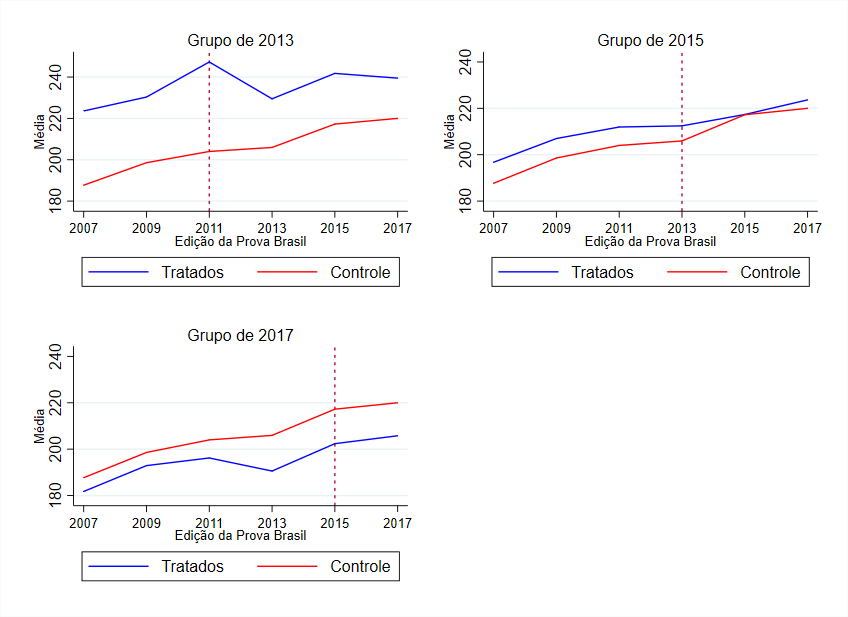 Grupo de 2013
240
220
200
180
Média
2007 2009 2011 2013 2015 2017
Edição da Prova Brasil
Tratados Controle
Grupo de 2015
240
220
200
180
Média
2007 2009 2011 2013 2015 2017
Edição da Prova Brasil
Tratados Controle
Grupo de 2017
240
220
200
180
Média
2007 2009 2011 2013 2015 2017
Edição da Prova Brasil
Tratados Controle